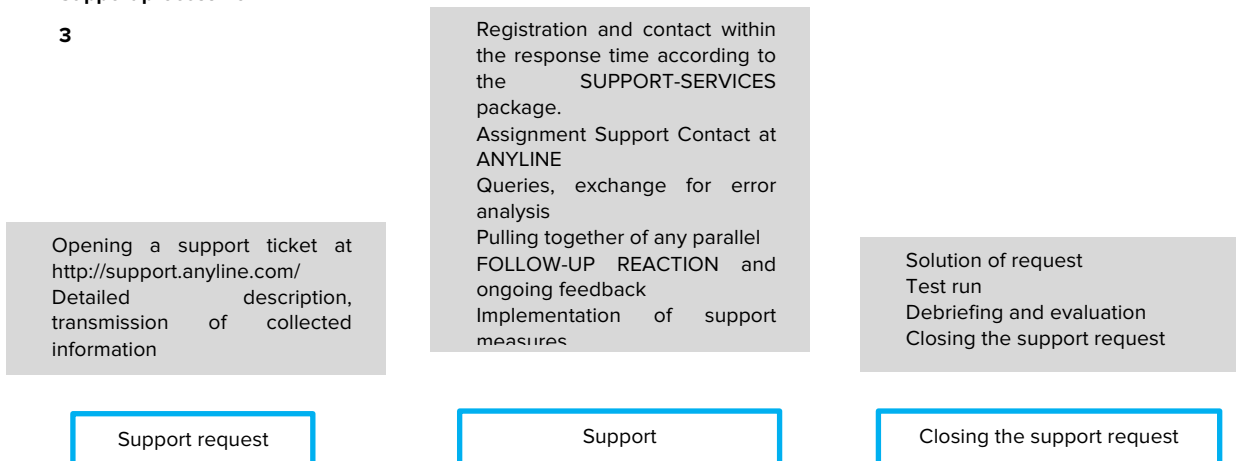 3
Registration and contact within
the response time according to
the SUPPORT-SERVICES
package.
Assignment Support Contact at
ANYLINE
Queries, exchange for error
analysis
Pulling together of any parallel
FOLLOW-UP REACTION and
ongoing feedback
Implementation of support
measures
Opening a support ticket at
http://support.anyline.com/
Detailed description,
transmission of collected
information
Solution of request
Test run
Debriefing and evaluation
Closing the support request
Support request
Support
Closing the support request